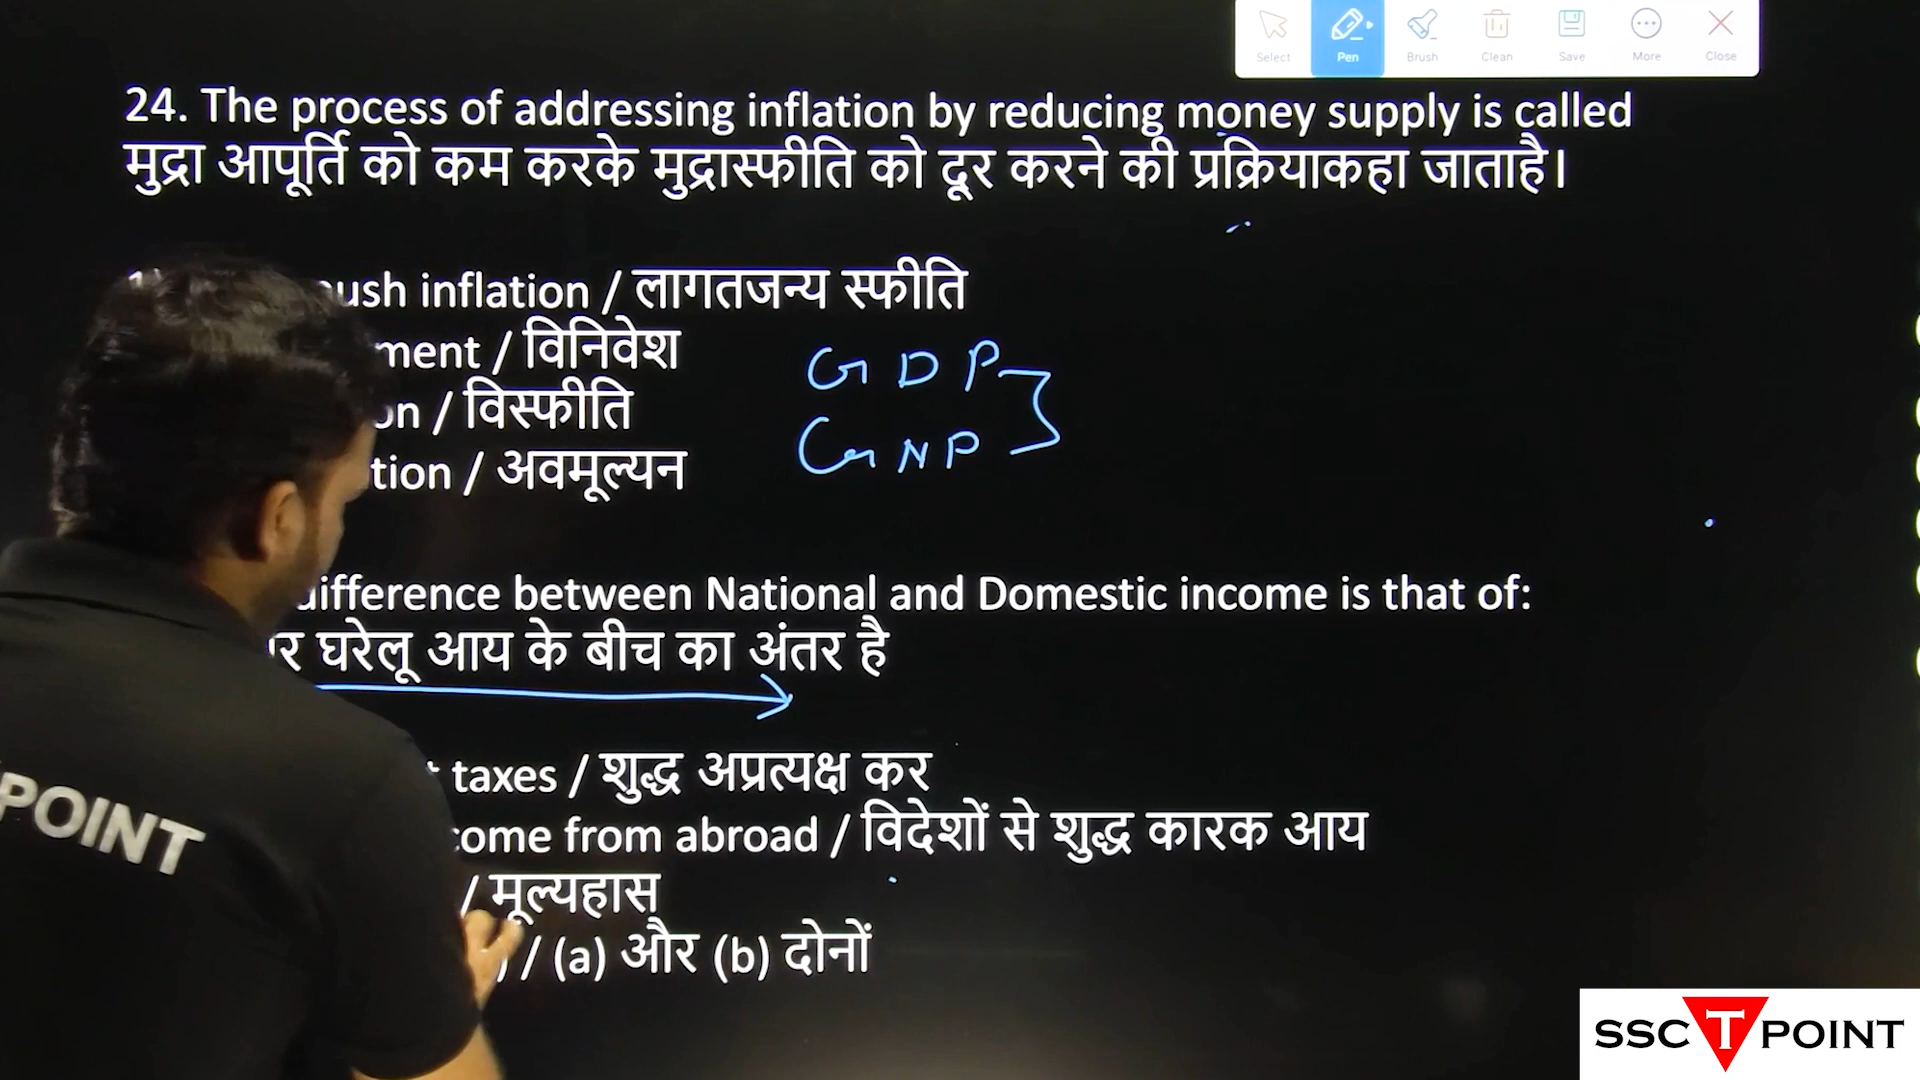 Select Pen Brush Clean Save More Close
24. The process of addressing inflation by reducing money supply is called
मुद्रा आपूर्ति को कम करके मुद्रास्फीति को दूर करने की प्रक्रियाकहा जाताहै।
ush inflation / लागतजन्य स्फीति
ment / विनिवेश
on / विस्फीति
tion / अवमूल्यन
GDP
GNP
difference between National and Domestic income is that of:
र घरेलू आय के बीच का अंतर है
t taxes / शुद्ध अप्रत्यक्ष कर
come from abroad / विदेशों से शुद्ध कारक आय
/ मूल्यहास
) / (a) और (b) दोनों
POINT
SSC T POINT